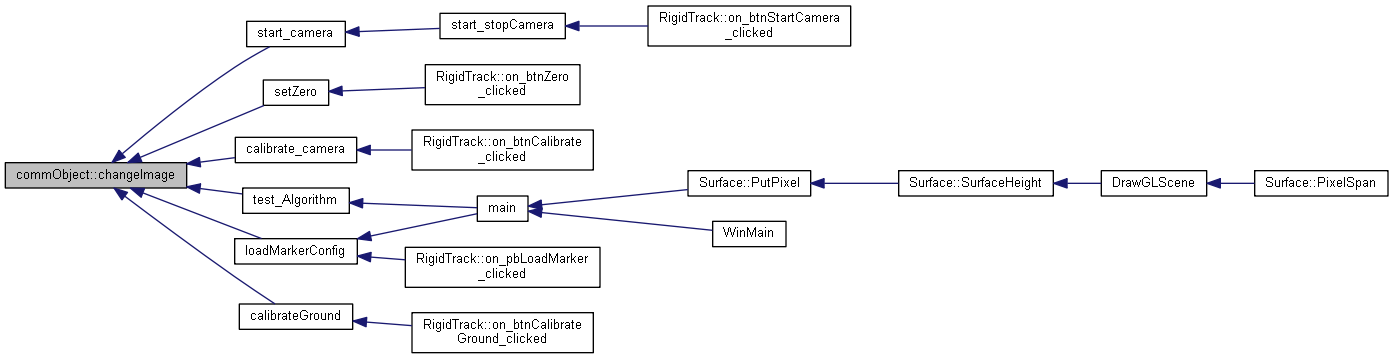 commObject::changeImage
start_camera
start_stopCamera
RigidTrack::on_btnStartCamera
_clicked
setZero
RigidTrack::on_btnZero
_clicked
calibrate_camera
RigidTrack::on_btnCalibrate
_clicked
test_Algorithm
main
Surface::PutPixel
Surface::SurfaceHeight
DrawGLScene
Surface::PixelSpan
WinMain
loadMarkerConfig
RigidTrack::on_pbLoadMarker
_clicked
calibrateGround
RigidTrack::on_btnCalibrate
Ground_clicked